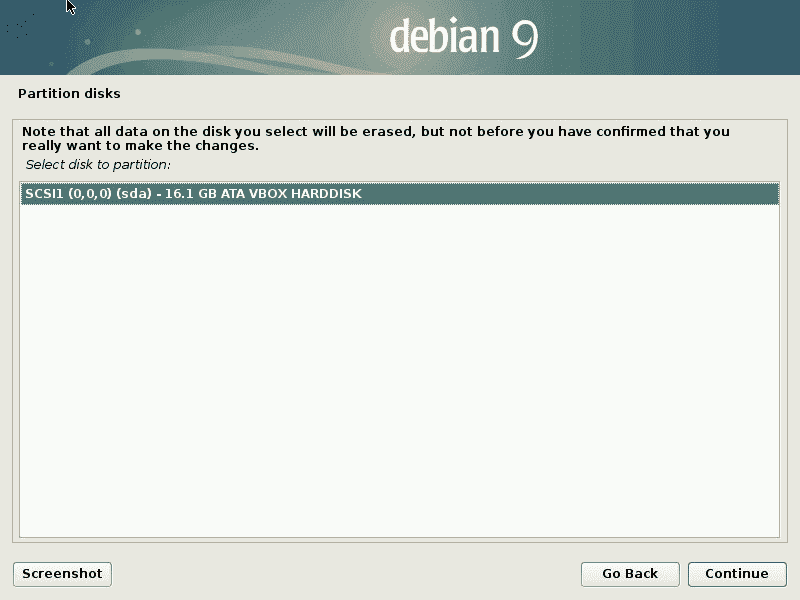 debian 9
Partition disks
Note that all data on the disk you select will be erased, but not before you have confirmed that you
really want to make the changes.
Select disk to partition:
SCSI1 (0,0,0) (sda) - 16.1 GB ATA VBOX HARDDISK
Screenshot
Go Back
Continue